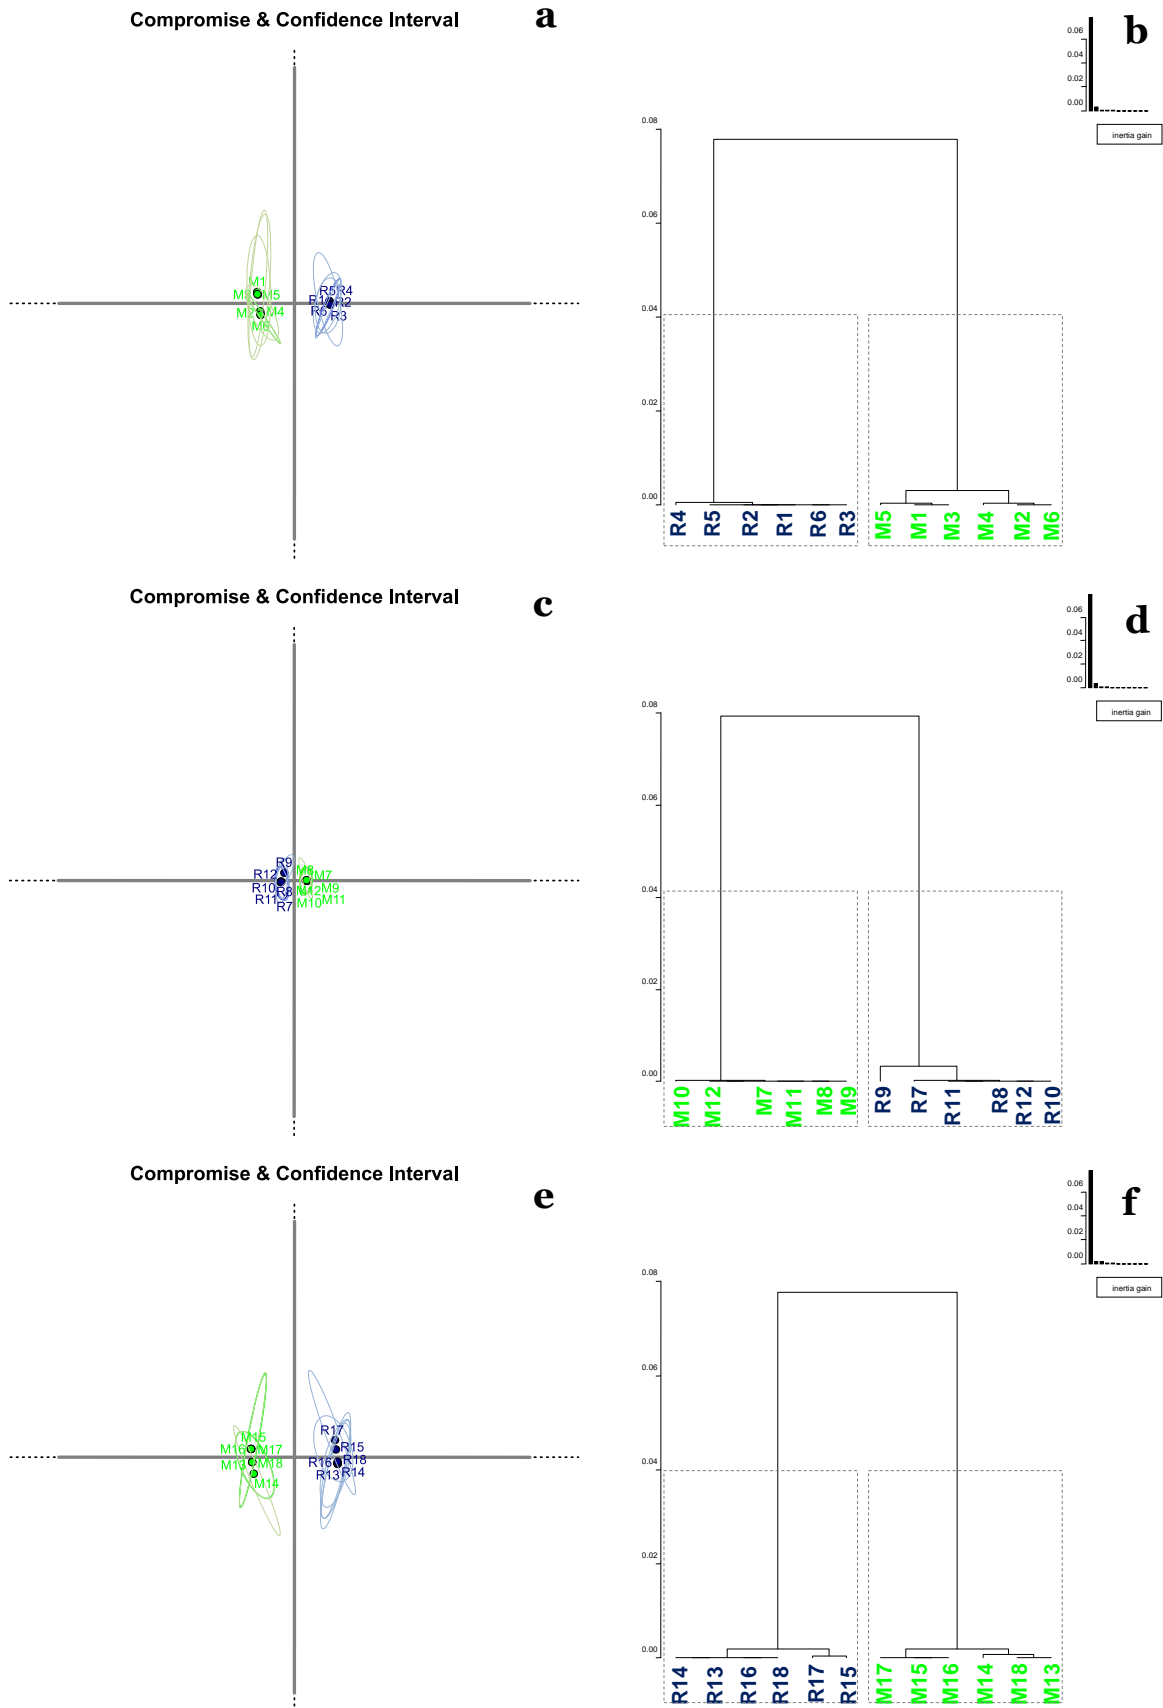 Compromise & Confidence Interval
a
M1
M3 M5
M2 M4
M6
R5 R4
R1 R2
R6
R3
b
0.06
0.04
0.02
0.00
inertia gain
0.08
0.06
0.04
0.02
0.00
R4 R5 R2 R1 R6 R3 M5 M1 M3 M4 M2 M6
Compromise & Confidence Interval
c
R9
R12
R10
R8
R11
R7
M8
M7
M9
M12
M10 M11
d
0.06
0.04
0.02
0.00
inertia gain
0.08
0.06
0.04
0.02
0.00
M10 M12 M7 M11 M8 M9 R9 R7 R11 R8 R12 R10
Compromise & Confidence Interval
e
M15
M16 M17
M13 M18
M14
R17
R15
R16 R18
R13 R14
f
0.06
0.04
0.02
0.00
inertia gain
0.08
0.06
0.04
0.02
0.00
R14 R13 R16 R18 R17 R15 M17 M15 M16 M14 M18 M13